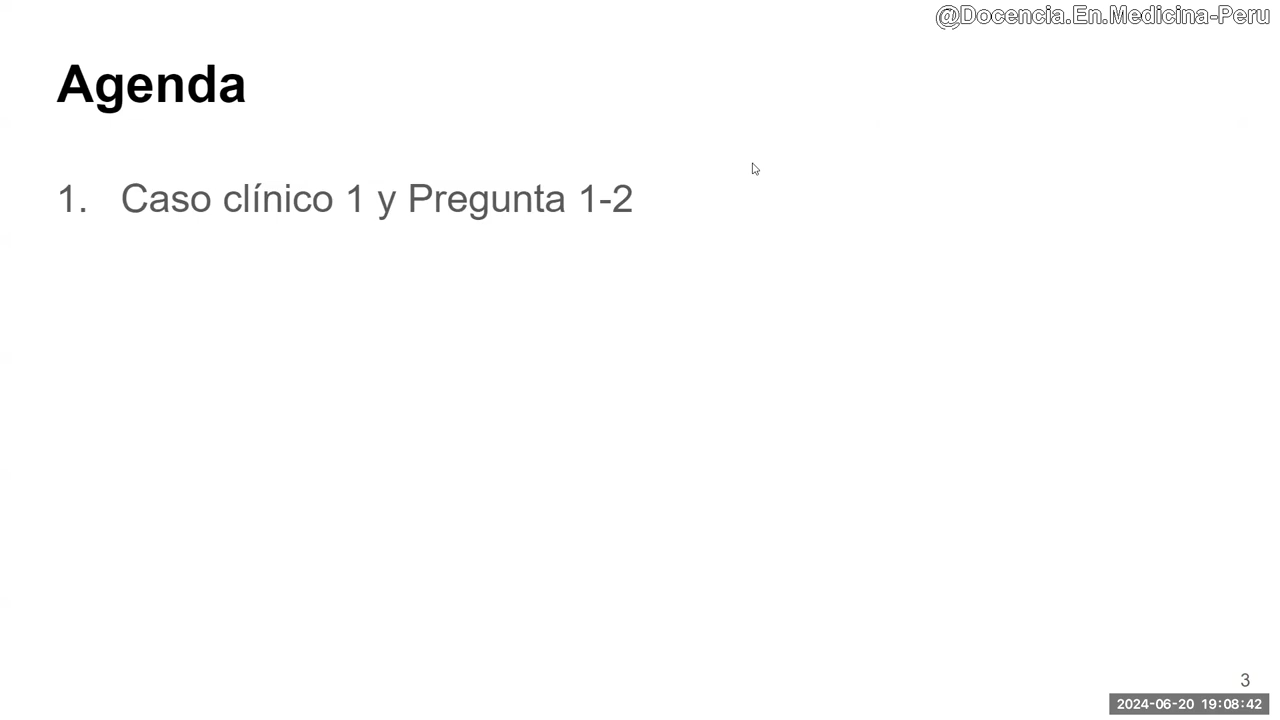 @Docencia.En.Medicina-Peru
Agenda
1. Caso clínico 1 y Pregunta 1-2
3
2024-06-20 19:08:42